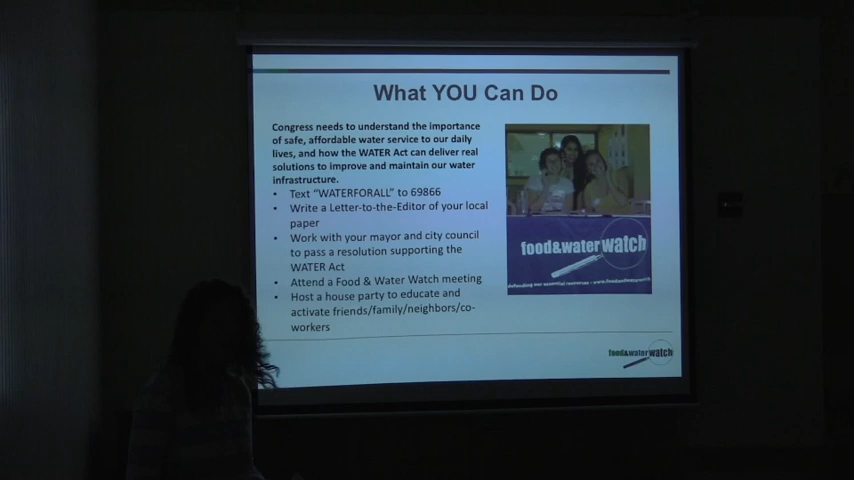 What YOU Can Do
Congress needs to understand the importance
of safe, affordable water service to our daily
lives, and how the WATER Act can deliver real
solutions to improve and maintain our water
infrastructure.
• Text “WATERFORALL” to 69866
• Write a Letter-to-the-Editor of your local
paper
• Work with your mayor and city council
to pass a resolution supporting the
WATER Act
• Attend a Food & Water Watch meeting
• Host a house party to educate and
activate friends/family/neighbors/co-
workers
food&waterwatch
defending our essential resources •
food&waterwatch